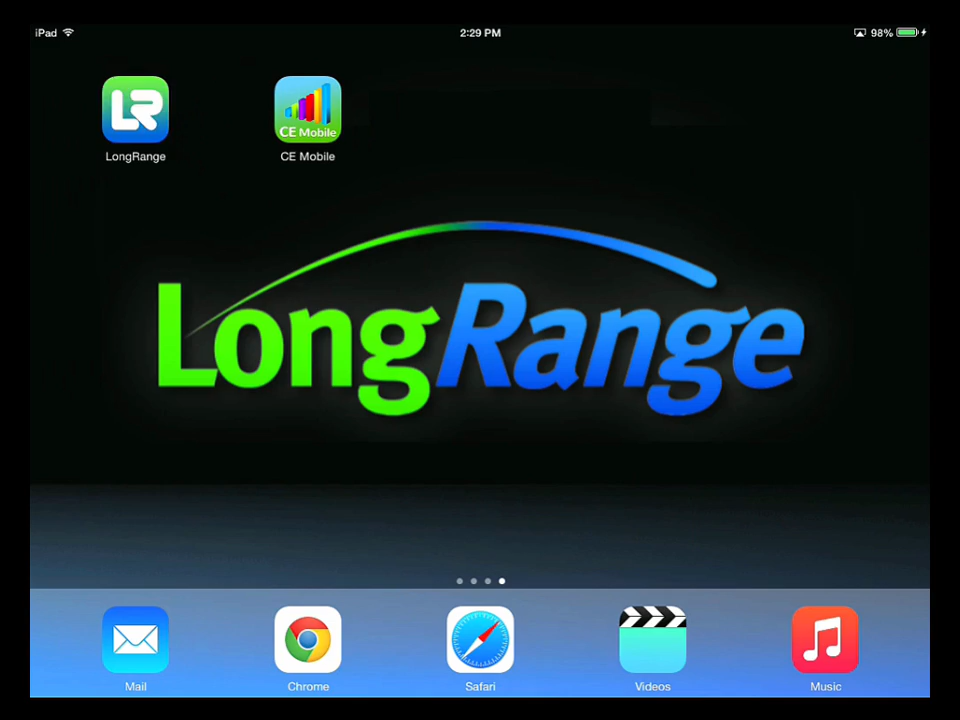 iPad 2:29 PM 98%
LR CE Mobile
LongRange CE Mobile
LongRange
Mail Chrome Safari Videos Music